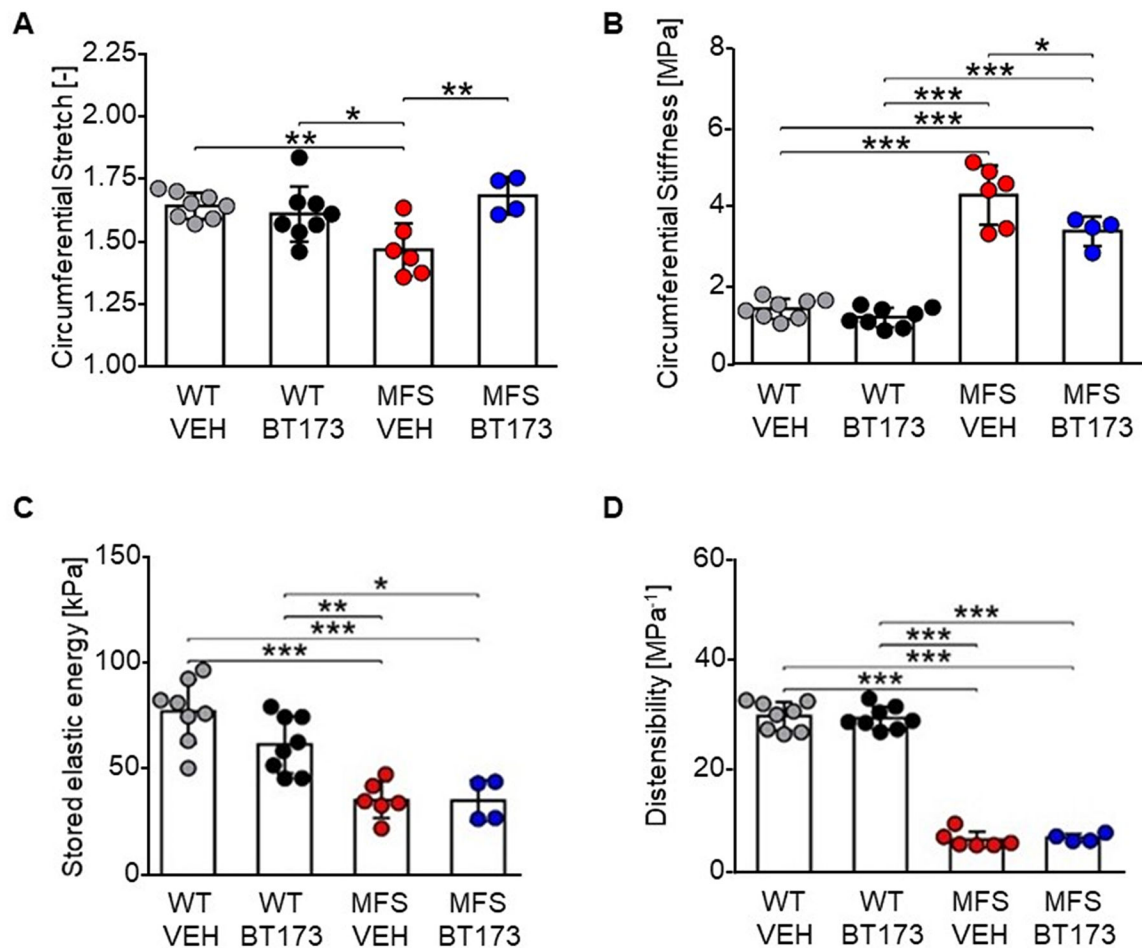 A
Circumferential Stretch [-]
2.25
2.00
1.75
1.50
1.25
1.00
**
*
**
WT VEH
WT BT173
MFS VEH
MFS BT173
B
Circumferential Stiffness [MPa]
8
6
4
2
0
*
***
***
***
***
WT VEH
WT BT173
MFS VEH
MFS BT173
C
Stored elastic energy [kPa]
150
100
50
0
*
**
***
***
WT VEH
WT BT173
MFS VEH
MFS BT173
D
Distensibility [MPa⁻¹]
60
40
20
0
***
***
***
***
WT VEH
WT BT173
MFS VEH
MFS BT173